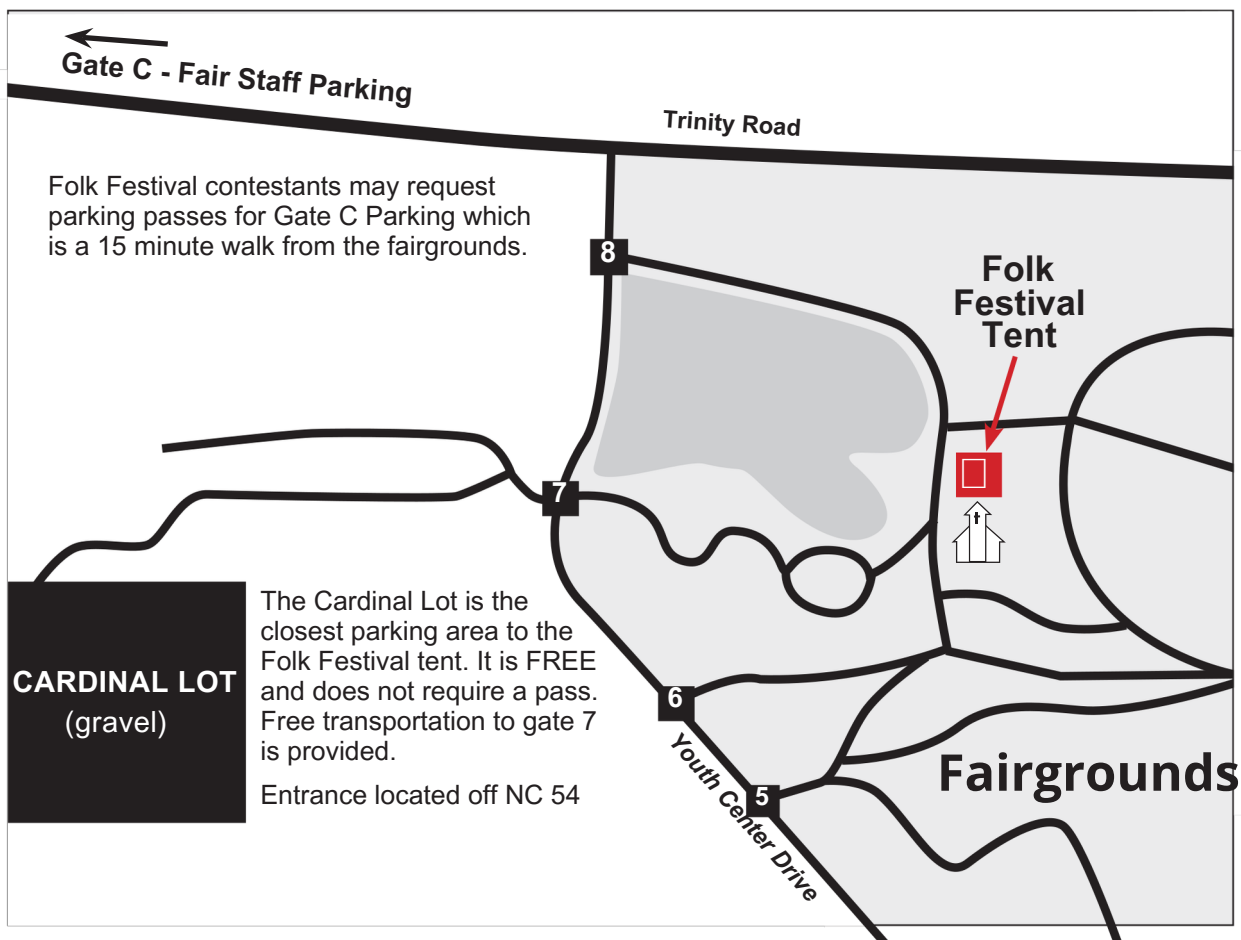 Gate C - Fair Staff Parking
Trinity Road
Folk Festival contestants may request
parking passes for Gate C Parking which
is a 15 minute walk from the fairgrounds.
8
Folk
Festival
Tent
7
The Cardinal Lot is the
closest parking area to the
Folk Festival tent. It is FREE
and does not require a pass.
Free transportation to gate 7
is provided.
Entrance located off NC 54
CARDINAL LOT
(gravel)
6
Youth Center Drive
5
Fairgrounds